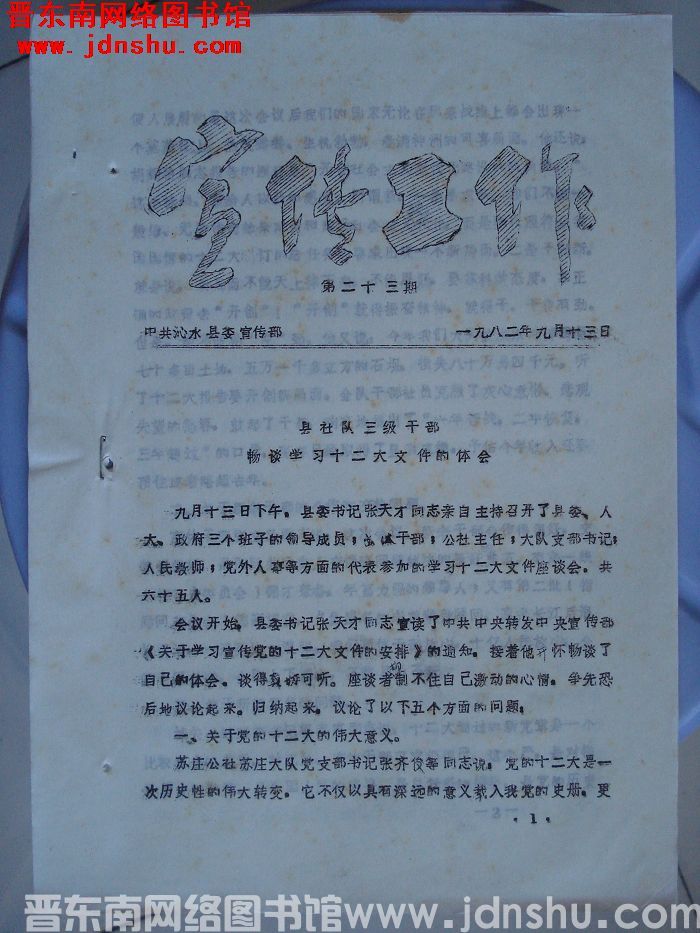 晋东南网络图书馆
www.jdnshu.com
宣传工作
第二十三期
中共沁水县委宣传部 一九八二年九月十三日
县社队三级干部
畅谈学习十二大文件的体会
九月十三日下午。县委书记张天才同志亲自主持召开了县委、人
大、政府三个班子的领导成员；干部；公社主任；大队支部书记；
人民教师；党外人事等方面的代表参加的学习十二大文件座谈会。共
六十五人。
会议开始，县委书记张天才同志宣读了中共中央转发中央宣传部
《关于学习宣传党的十二大文件的安排》的通知。接着他开怀畅谈了
自己的体会。谈得真切可听。座谈者抑制不住自己激动的心情。争先恐
后地议论起来。归纳起来，议论了以下五个方面的问题：
一、关于党的十二大的伟大意义。
苏庄公社苏庄大队党支部书记张齐俊等同志说，党的十二大是一
次历史性的伟大转变。它不仅以具有深远的意义载入我党的史册。更
·1·
晋东南网络图书馆www.jdnshu.com